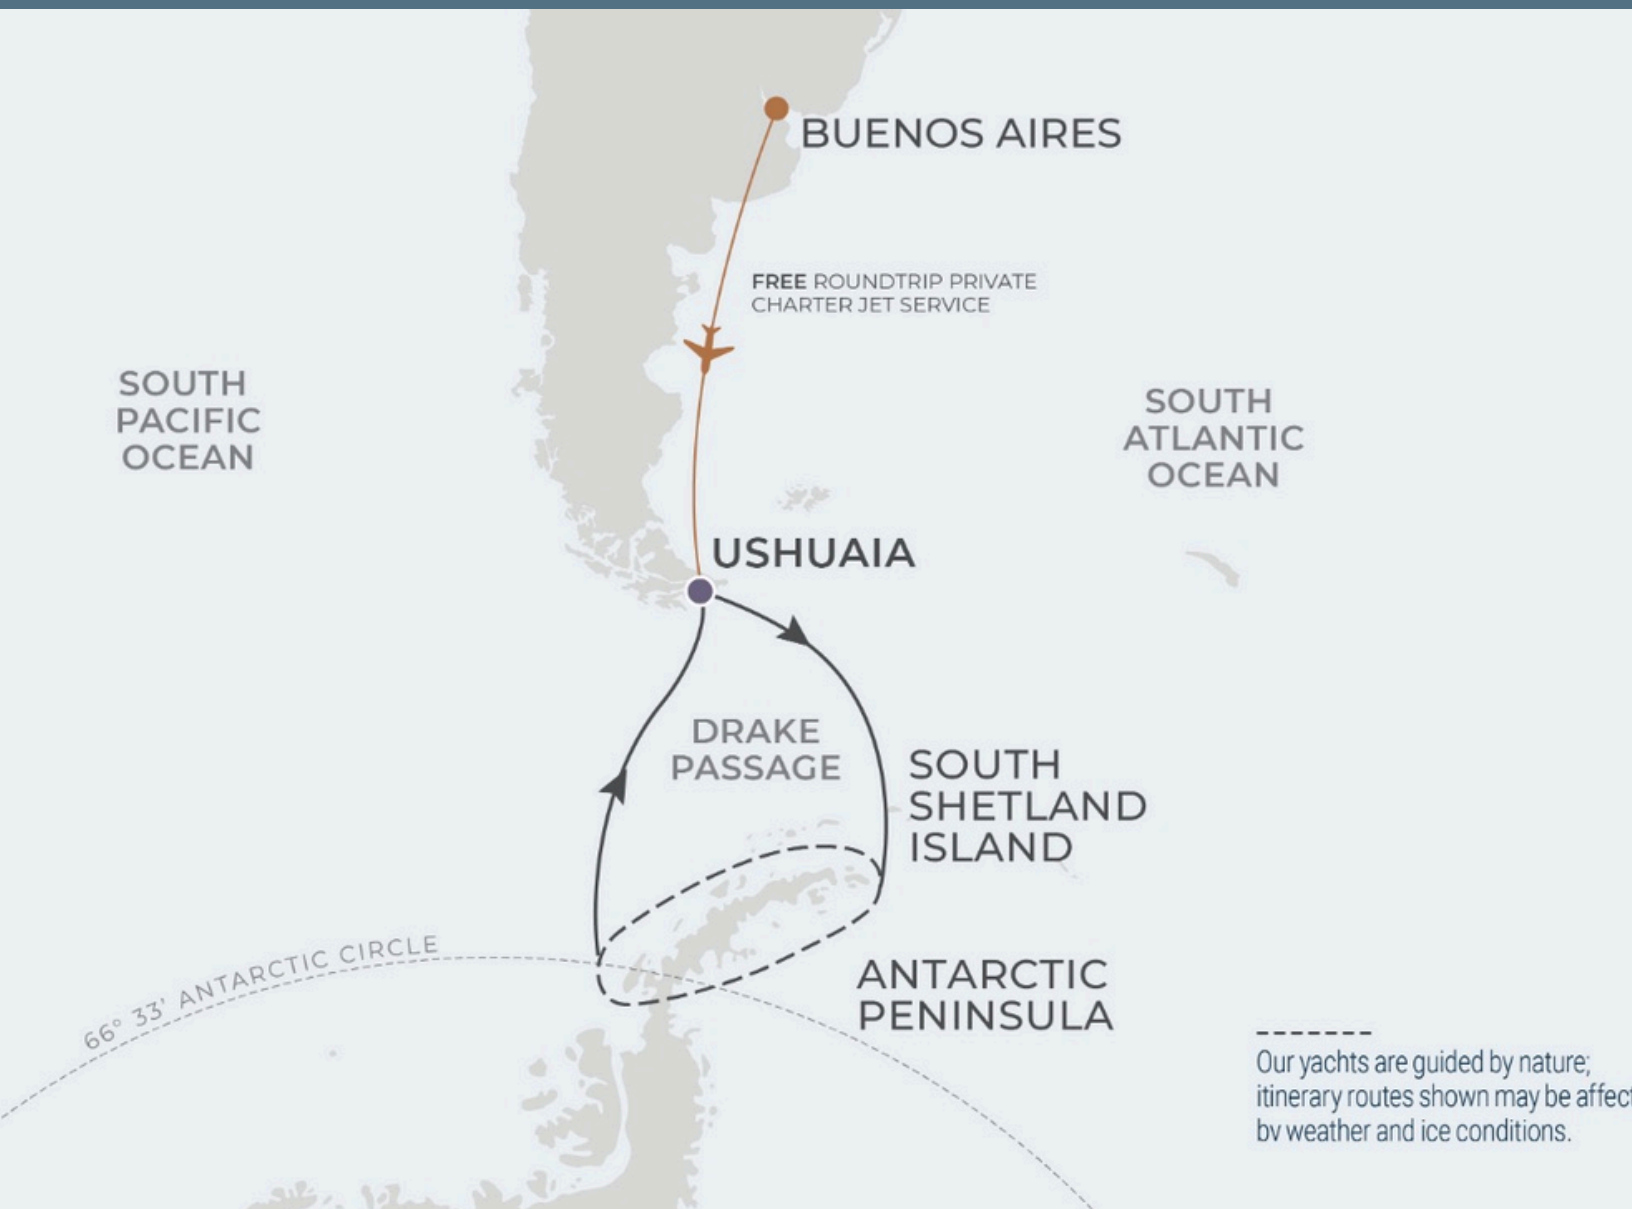 BUENOS AIRES
FREE ROUNDTRIP PRIVATE
CHARTER JET SERVICE
SOUTH
PACIFIC
OCEAN
SOUTH
ATLANTIC
OCEAN
USHUAIA
DRAKE
PASSAGE
SOUTH
SHETLAND
ISLAND
66° 33' ANTARCTIC CIRCLE
ANTARCTIC
PENINSULA
Our yachts are guided by nature;
itinerary routes shown may be affect
by weather and ice conditions.